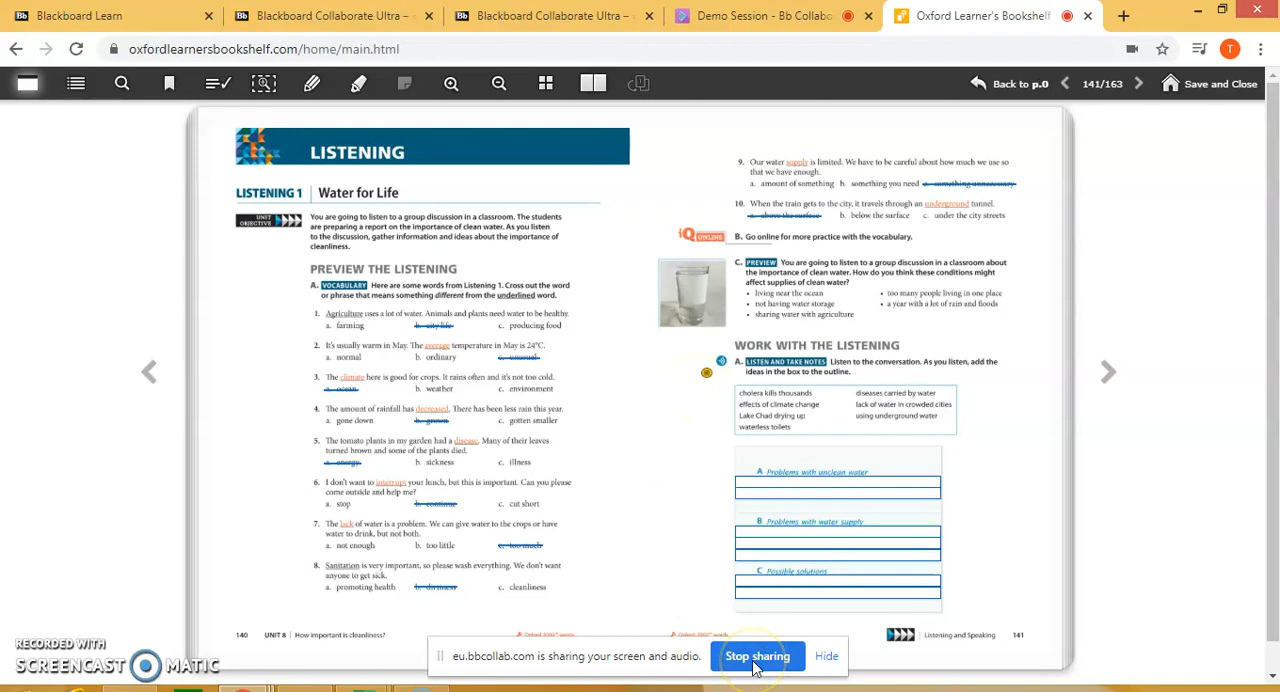 Blackboard Learn
Blackboard Collaborate Ultra –
Blackboard Collaborate Ultra –
Demo Session - Bb Collabo
Oxford Learner's Bookshelf
oxfordlearnersbookshelf.com/home/main.html
T
Back to p.0
141/163
Save and Close
LISTENING
LISTENING 1 Water for Life
UNIT OBJECTIVE
You are going to listen to a group discussion in a classroom. The students
are preparing a report on the importance of clean water. As you listen
to the discussion, gather information and ideas about the importance of
cleanliness.
PREVIEW THE LISTENING
A. VOCABULARY Here are some words from Listening 1. Cross out the word
or phrase that means something different from the underlined word.
1. Agriculture uses a lot of water. Animals and plants need water to be healthy.
a. farming b. city life c. producing food
2. It's usually warm in May. The average temperature in May is 24°C.
a. normal b. ordinary c. unusual
3. The climate here is good for crops. It rains often and it's not too cold.
a. ocean b. weather c. environment
4. The amount of rainfall has decreased. There has been less rain this year.
a. gone down b. grown c. gotten smaller
5. The tomato plants in my garden had a disease. Many of their leaves
turned brown and some of the plants died.
a. energy b. sickness c. illness
6. I don't want to interrupt your lunch, but this is important. Can you please
come outside and help me?
a. stop b. continue c. cut short
7. The lack of water is a problem. We can give water to the crops or have
water to drink, but not both.
a. not enough b. too little c. too much
8. Sanitation is very important, so please wash everything. We don't want
anyone to get sick.
a. promoting health b. dirtiness c. cleanliness
140 UNIT 8 How important is cleanliness?
9. Our water supply is limited. We have to be careful about how much we use so
that we have enough.
a. amount of something b. something you need c. something unnecessary
10. When the train gets to the city, it travels through an underground tunnel.
a. above the surface b. below the surface c. under the city streets
iQ ONLINE B. Go online for more practice with the vocabulary.
C. PREVIEW You are going to listen to a group discussion in a classroom about
the importance of clean water. How do you think these conditions might
affect supplies of clean water?
• living near the ocean • too many people living in one place
• not having water storage • a year with a lot of rain and floods
• sharing water with agriculture
WORK WITH THE LISTENING
A. LISTEN AND TAKE NOTES Listen to the conversation. As you listen, add the
ideas in the box to the outline.
cholera kills thousands diseases carried by water
effects of climate change lack of water in crowded cities
Lake Chad drying up using underground water
waterless toilets
A Problems with unclean water
B Problems with water supply
C Possible solutions
Listening and Speaking 141
eu.bbcollab.com is sharing your screen and audio. Stop sharing Hide
RECORDED WITH
SCREENCAST MATIC